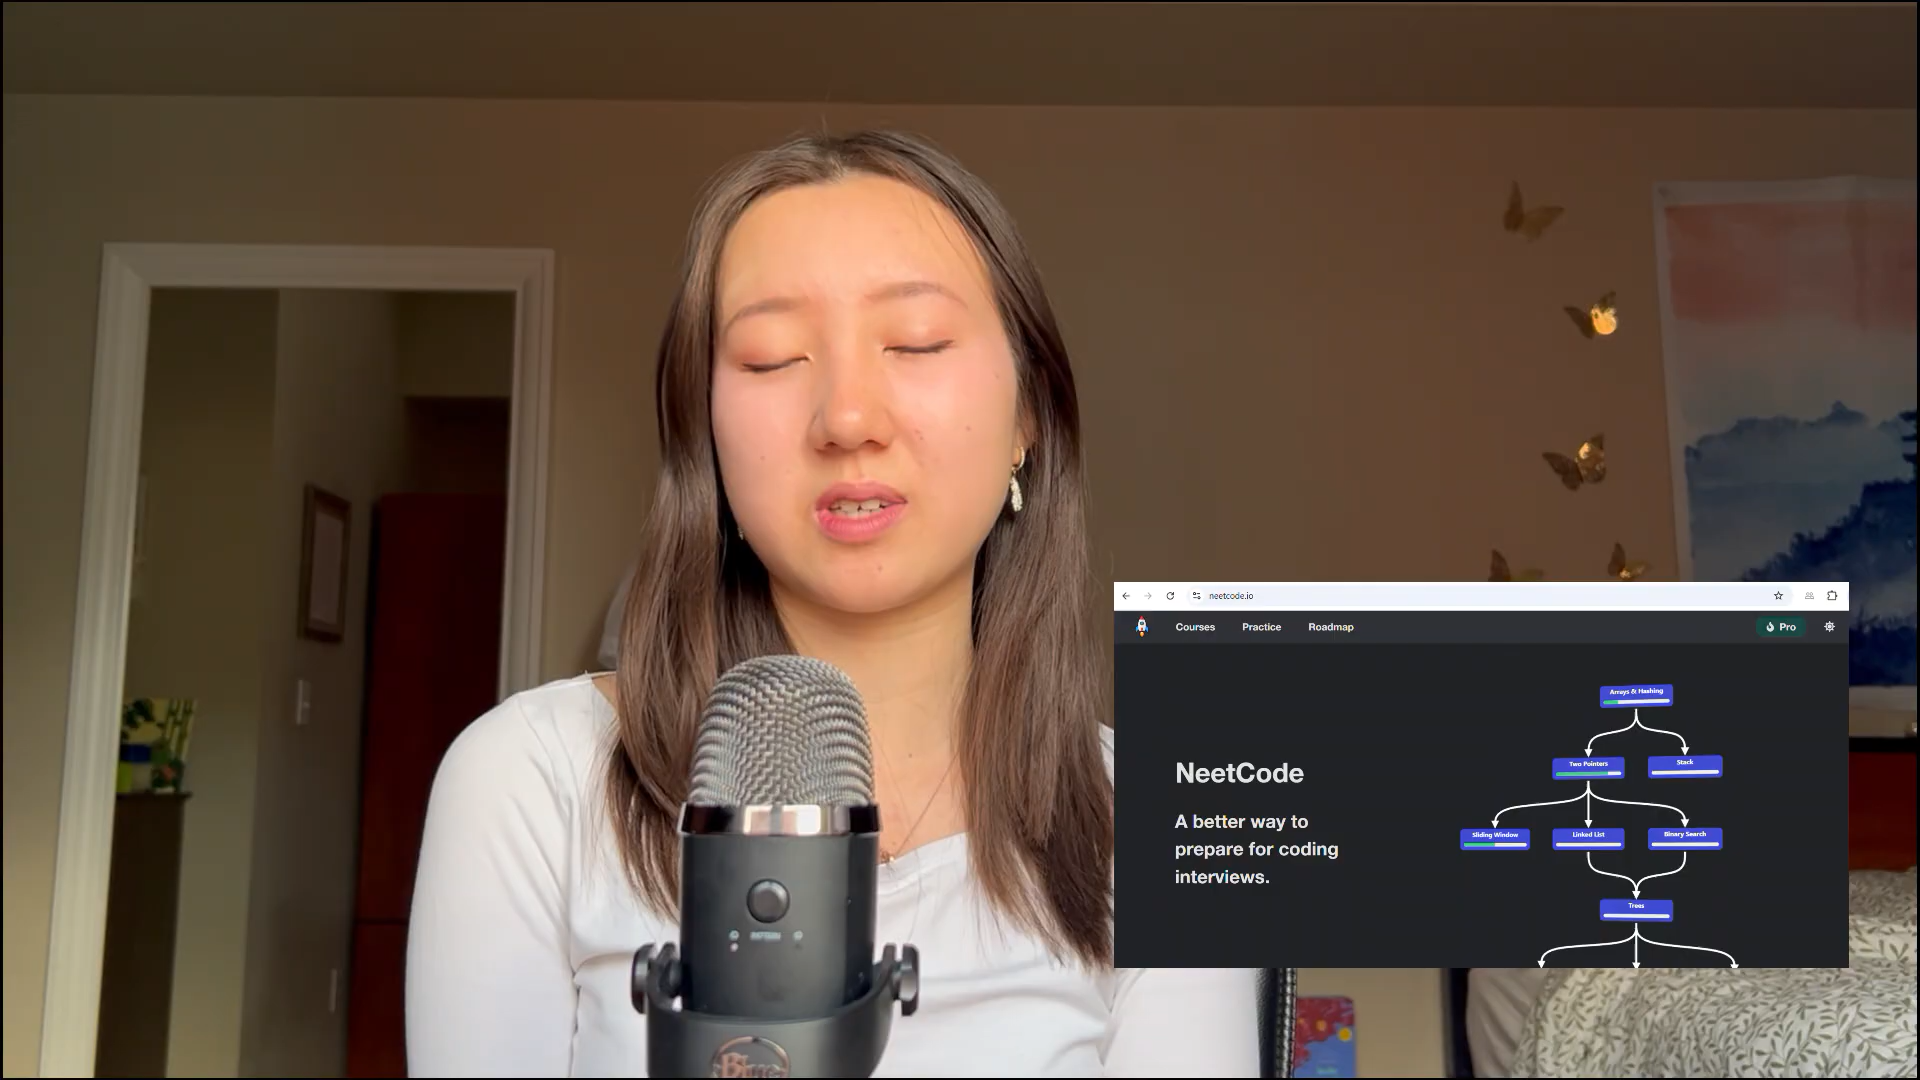 neetcode.io
Courses Practice Roadmap
Pro
Arrays & Hashing
Two Pointers
Stack
NeetCode
A better way to
prepare for coding
interviews.
Sliding Window
Linked List
Binary Search
Trees
Blue